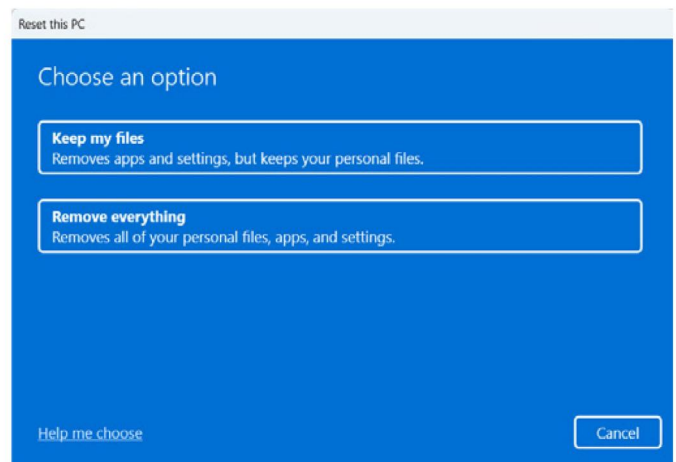 Reset this PC
Choose an option
Keep my files
Removes apps and settings, but keeps your personal files.
Remove everything
Removes all of your personal files, apps, and settings.
Help me choose
Cancel